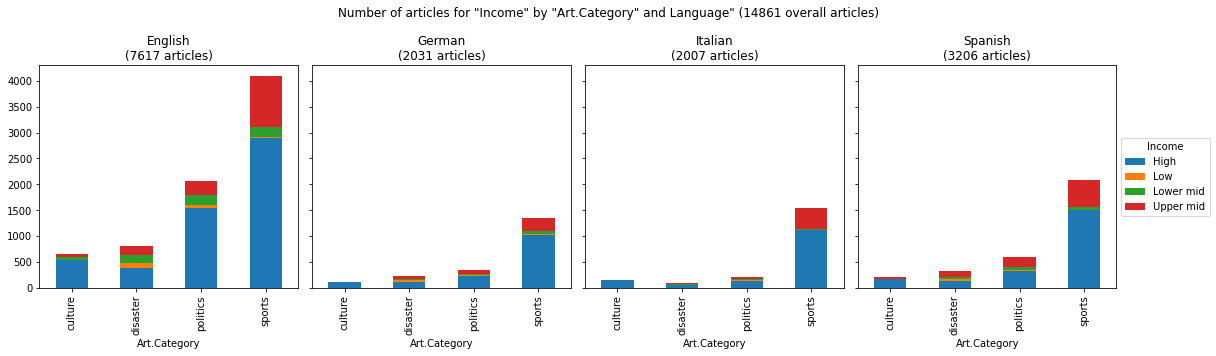 Number of articles for "Income" by "Art.Category" and Language" (14861 overall articles)
English
(7617 articles)
German
(2031 articles)
Italian
(2007 articles)
Spanish
(3206 articles)
4000
3500
3000
2500
2000
1500
1000
500
0
culture
disaster
politics
sports
Art.Category
culture
disaster
politics
sports
Art.Category
culture
disaster
politics
sports
Art.Category
culture
disaster
politics
sports
Art.Category
Income
High
Low
Lower mid
Upper mid